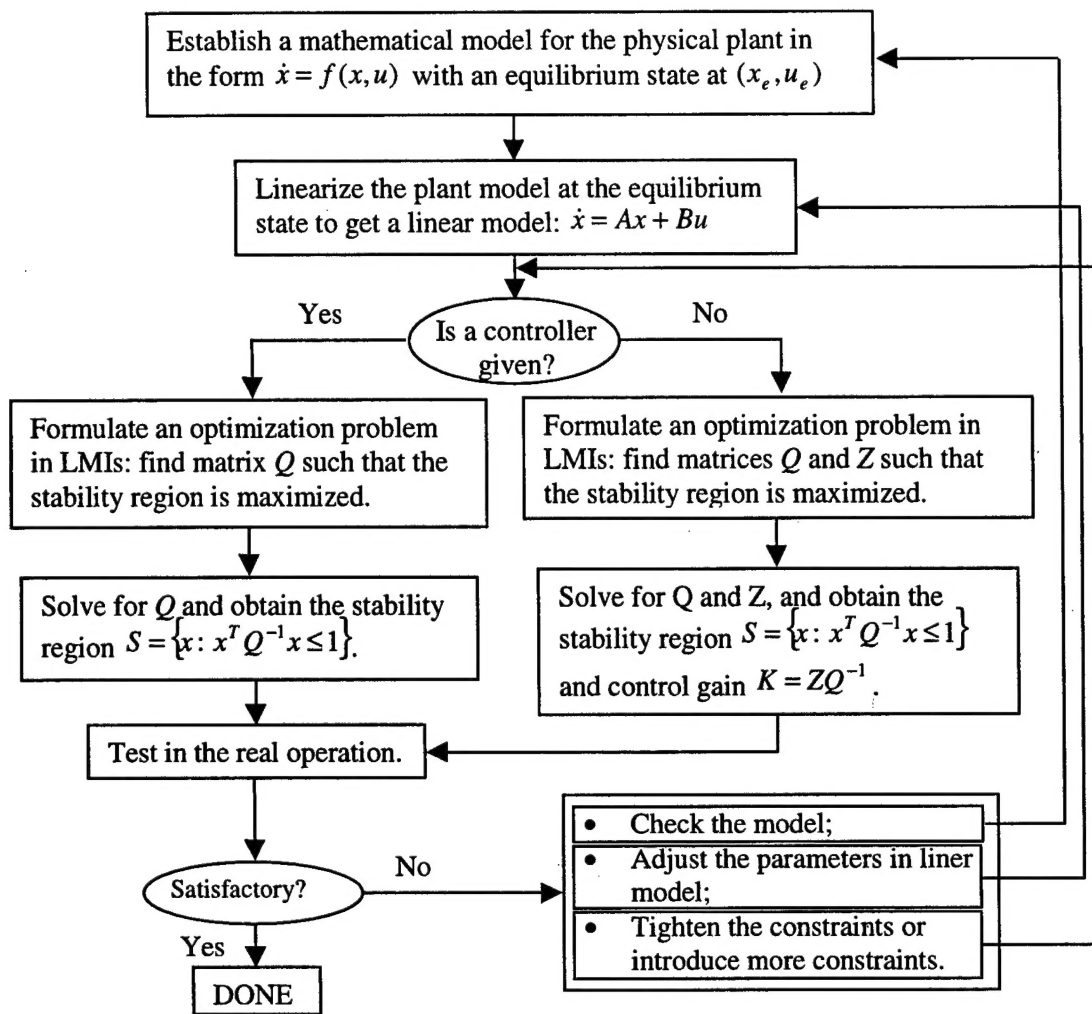 Establish a mathematical model for the physical plant in
the form ẋ = f(x,u) with an equilibrium state at (xₑ,uₑ)
Linearize the plant model at the equilibrium
state to get a linear model: ẋ = Ax + Bu
Yes
Is a controller
given?
No
Formulate an optimization problem
in LMIs: find matrix Q such that the
stability region is maximized.
Formulate an optimization problem in
LMIs: find matrices Q and Z such that
the stability region is maximized.
Solve for Q and obtain the stability
region S = {x: xᵀQ⁻¹x ≤ 1}.
Solve for Q and Z, and obtain the
stability region S = {x: xᵀQ⁻¹x ≤ 1}
and control gain K = ZQ⁻¹.
Test in the real operation.
Satisfactory?
No
• Check the model;
• Adjust the parameters in liner
model;
• Tighten the constraints or
introduce more constraints.
Yes
DONE